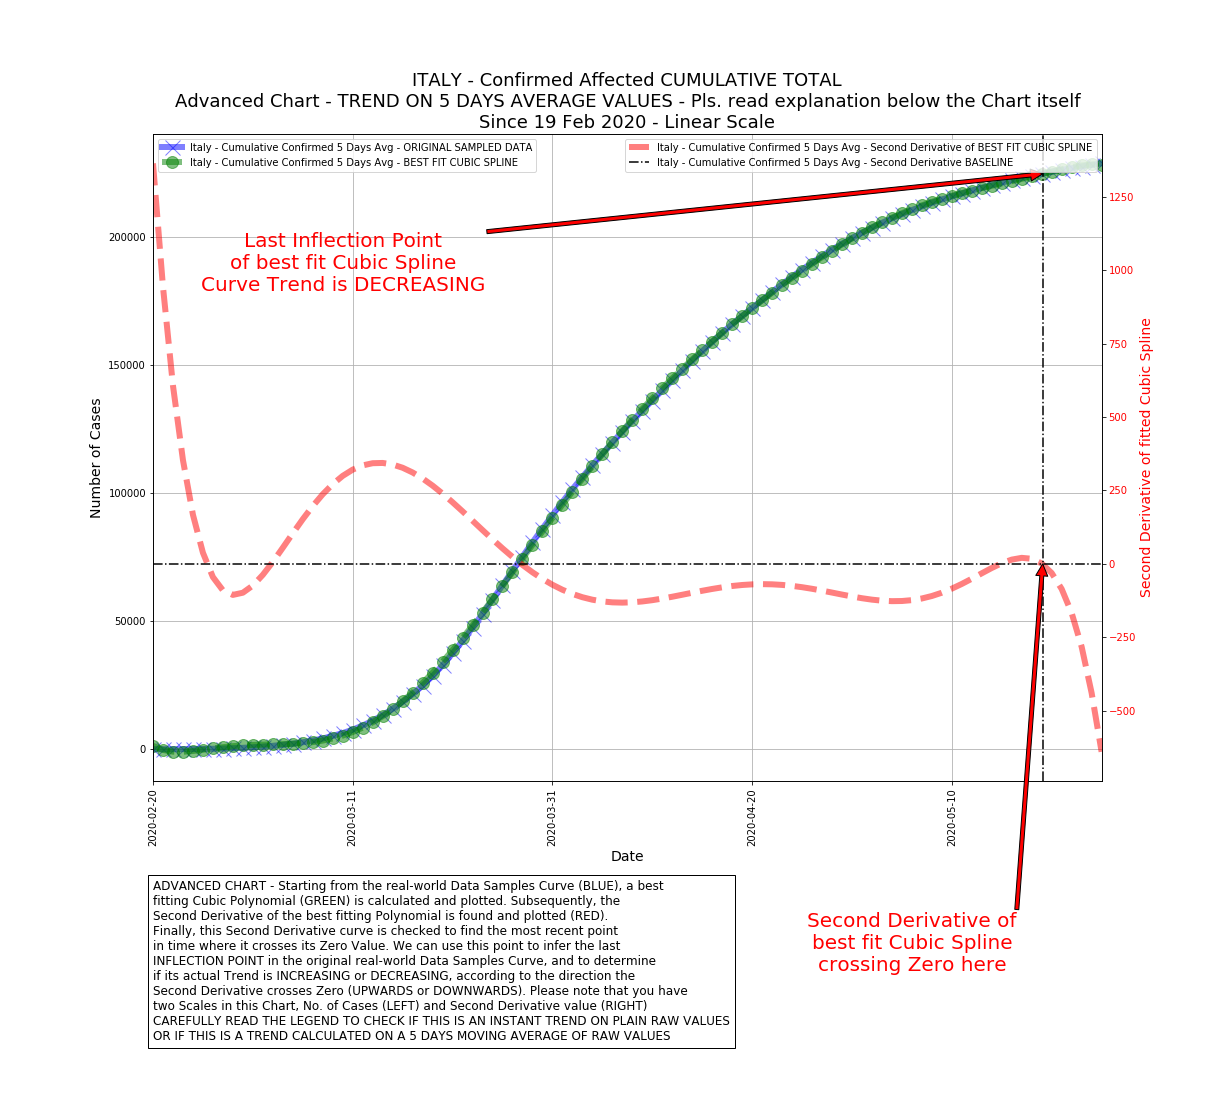 ITALY - Confirmed Affected CUMULATIVE TOTAL
Advanced Chart - TREND ON 5 DAYS AVERAGE VALUES - Pls. read explanation below the Chart itself
Since 19 Feb 2020 - Linear Scale
Italy - Cumulative Confirmed 5 Days Avg - ORIGINAL SAMPLED DATA
Italy - Cumulative Confirmed 5 Days Avg - BEST FIT CUBIC SPLINE
Italy - Cumulative Confirmed 5 Days Avg - Second Derivative of BEST FIT CUBIC SPLINE
Italy - Cumulative Confirmed 5 Days Avg - Second Derivative BASELINE
Last Inflection Point
of best fit Cubic Spline
Curve Trend is DECREASING
Number of Cases
200000
150000
100000
50000
0
1250
1000
750
500
250
0
−250
−500
Second Derivative of fitted Cubic Spline
2020-02-20
2020-03-11
2020-03-31
2020-04-20
2020-05-10
Date
Second Derivative of
best fit Cubic Spline
crossing Zero here
ADVANCED CHART - Starting from the real-world Data Samples Curve (BLUE), a best
fitting Cubic Polynomial (GREEN) is calculated and plotted. Subsequently, the
Second Derivative of the best fitting Polynomial is found and plotted (RED).
Finally, this Second Derivative curve is checked to find the most recent point
in time where it crosses its Zero Value. We can use this point to infer the last
INFLECTION POINT in the original real-world Data Samples Curve, and to determine
if its actual Trend is INCREASING or DECREASING, according to the direction the
Second Derivative crosses Zero (UPWARDS or DOWNWARDS). Please note that you have
two Scales in this Chart, No. of Cases (LEFT) and Second Derivative value (RIGHT)
CAREFULLY READ THE LEGEND TO CHECK IF THIS IS AN INSTANT TREND ON PLAIN RAW VALUES
OR IF THIS IS A TREND CALCULATED ON A 5 DAYS MOVING AVERAGE OF RAW VALUES